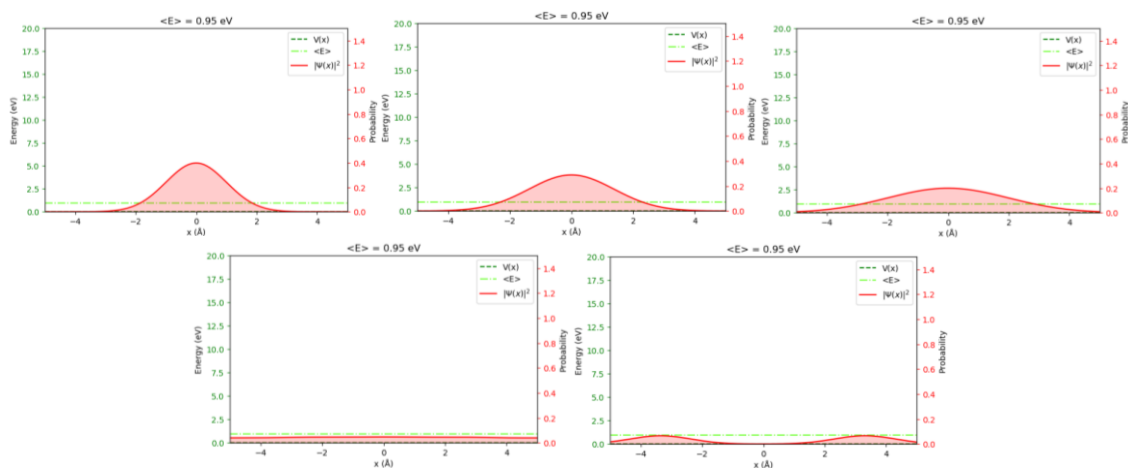 <E> = 0.95 eV
20.0
17.5
15.0
12.5
10.0
7.5
5.0
2.5
0.0
Energy (eV)
V(x)
<E>
|Ψ(x)|²
1.4
1.2
1.0
0.8
0.6
0.4
0.2
0.0
Probability
−4 −2 0 2 4
x (Å)
<E> = 0.95 eV
20.0
17.5
15.0
12.5
10.0
7.5
5.0
2.5
0.0
Energy (eV)
V(x)
<E>
|Ψ(x)|²
1.4
1.2
1.0
0.8
0.6
0.4
0.2
0.0
Probability
−4 −2 0 2 4
x (Å)
<E> = 0.95 eV
20.0
17.5
15.0
12.5
10.0
7.5
5.0
2.5
0.0
Energy (eV)
V(x)
<E>
|Ψ(x)|²
1.4
1.2
1.0
0.8
0.6
0.4
0.2
0.0
Probability
−4 −2 0 2 4
x (Å)
<E> = 0.95 eV
20.0
17.5
15.0
12.5
10.0
7.5
5.0
2.5
0.0
Energy (eV)
V(x)
<E>
|Ψ(x)|²
1.4
1.2
1.0
0.8
0.6
0.4
0.2
0.0
Probability
−4 −2 0 2 4
x (Å)
<E> = 0.95 eV
20.0
17.5
15.0
12.5
10.0
7.5
5.0
2.5
0.0
Energy (eV)
V(x)
<E>
|Ψ(x)|²
1.4
1.2
1.0
0.8
0.6
0.4
0.2
0.0
Probability
−4 −2 0 2 4
x (Å)